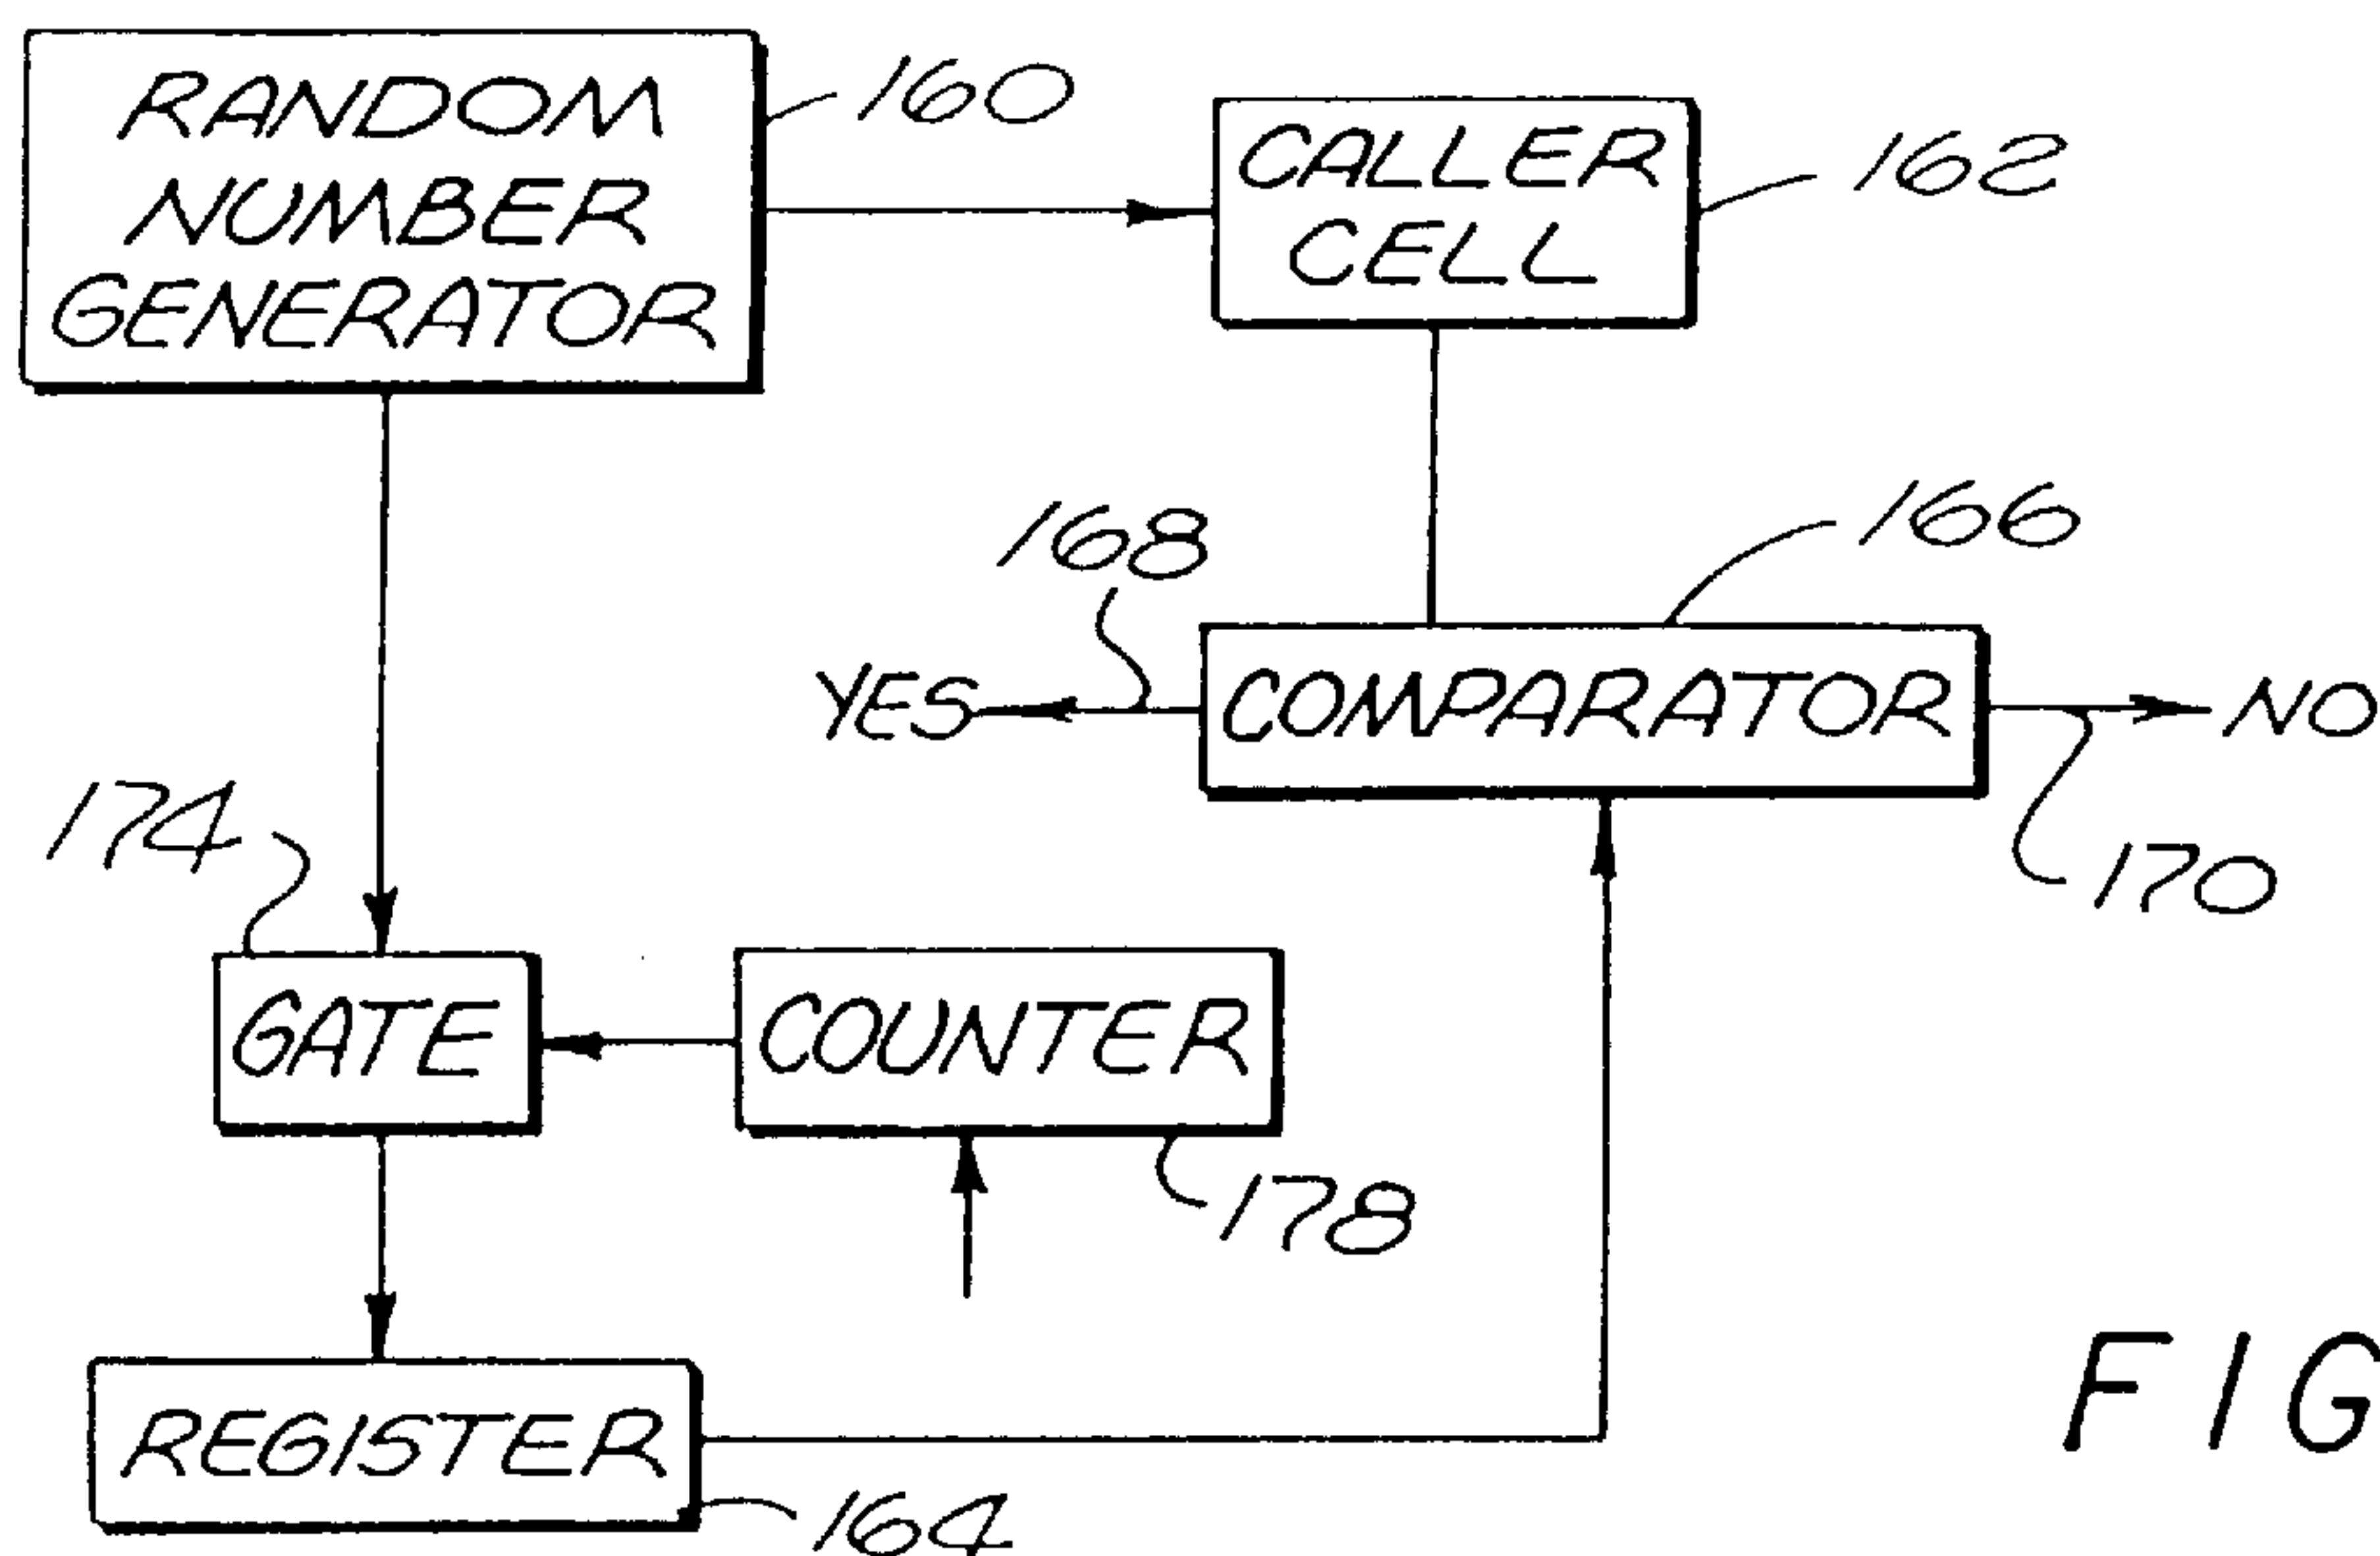 RANDOM
NUMBER
GENERATOR
160
CALLER
CELL
162
168
166
YES
COMPARATOR
NO
174
170
GATE
COUNTER
178
REGISTER
164
FIG